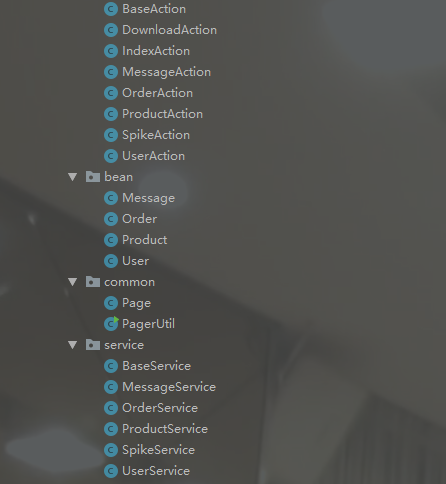 BaseAction
DownloadAction
IndexAction
MessageAction
OrderAction
ProductAction
SpikeAction
UserAction
bean
Message
Order
Product
User
common
Page
PagerUtil
service
BaseService
MessageService
OrderService
ProductService
SpikeService
UserService